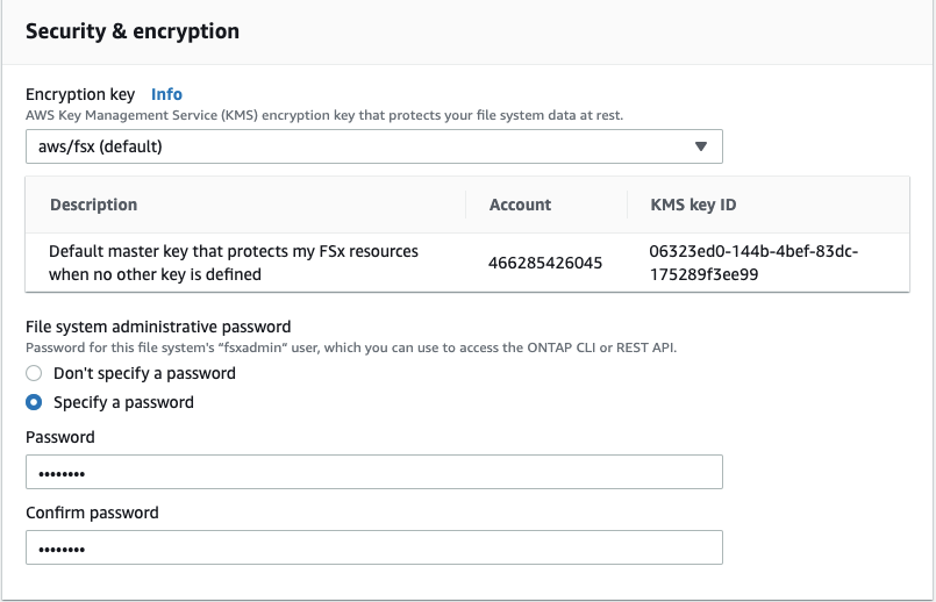 Security & encryption
Encryption key Info
AWS Key Management Service (KMS) encryption key that protects your file system data at rest.
aws/fsx (default)
Description Account KMS key ID
Default master key that protects my FSx resources
when no other key is defined
466285426045
06323ed0-144b-4bef-83dc-
175289f3ee99
File system administrative password
Password for this file system's “fsxadmin“ user, which you can use to access the ONTAP CLI or REST API.
Don't specify a password
Specify a password
Password
••••••••
Confirm password
••••••••